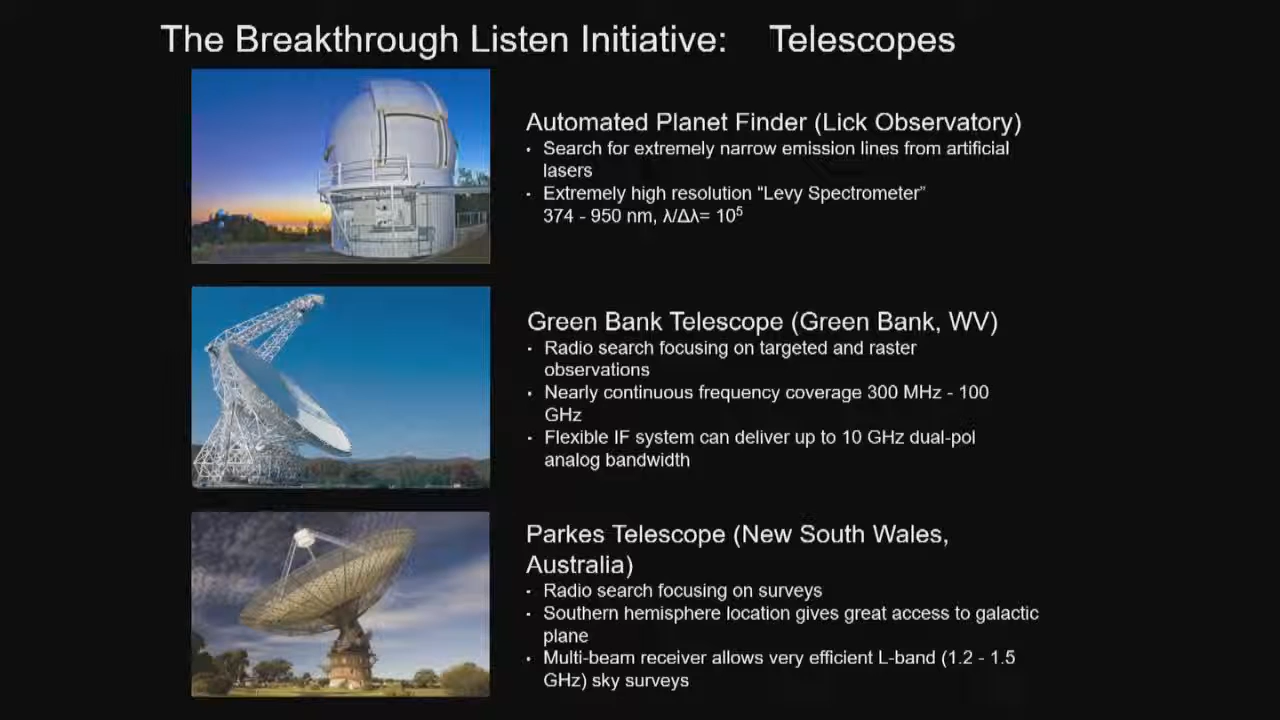 The Breakthrough Listen Initiative: Telescopes
Automated Planet Finder (Lick Observatory)
• Search for extremely narrow emission lines from artificial
lasers
• Extremely high resolution “Levy Spectrometer”
374 - 950 nm, λ/Δλ= 10⁵
Green Bank Telescope (Green Bank, WV)
• Radio search focusing on targeted and raster
observations
• Nearly continuous frequency coverage 300 MHz - 100
GHz
• Flexible IF system can deliver up to 10 GHz dual-pol
analog bandwidth
Parkes Telescope (New South Wales,
Australia)
• Radio search focusing on surveys
• Southern hemisphere location gives great access to galactic
plane
• Multi-beam receiver allows very efficient L-band (1.2 - 1.5
GHz) sky surveys